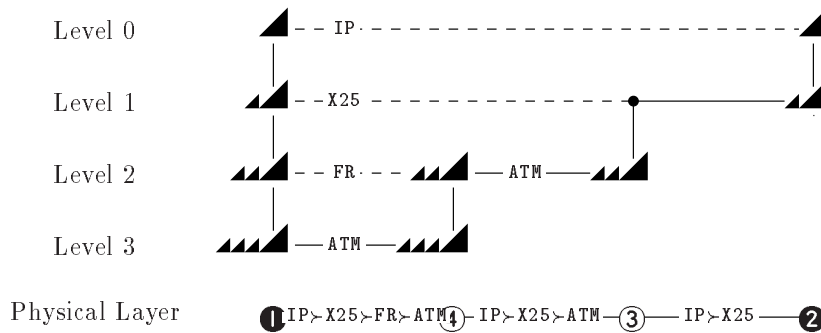 Level 0 IP
Level 1 X25
Level 2 FR ATM
Level 3 ATM
Physical Layer 1 IP≻X25≻FR≻ATM 4 IP≻X25≻ATM 3 IP≻X25 2